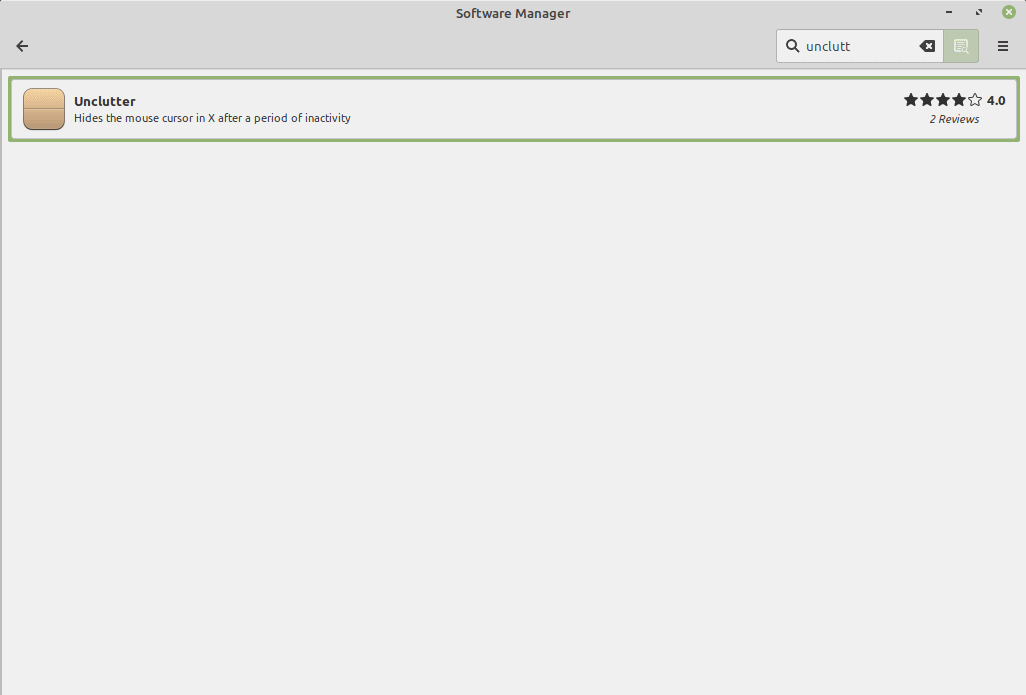 Software Manager
unclutt
Unclutter
4.0
Hides the mouse cursor in X after a period of inactivity
2 Reviews